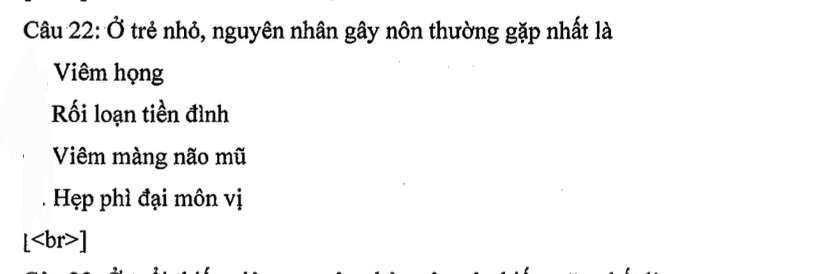 Câu 22: Ở trẻ nhỏ, nguyên nhân gây nôn thường gặp nhất là
Viêm họng
Rối loạn tiền đình
Viêm màng não mũ
. Hẹp phì đại môn vị
[<br>]